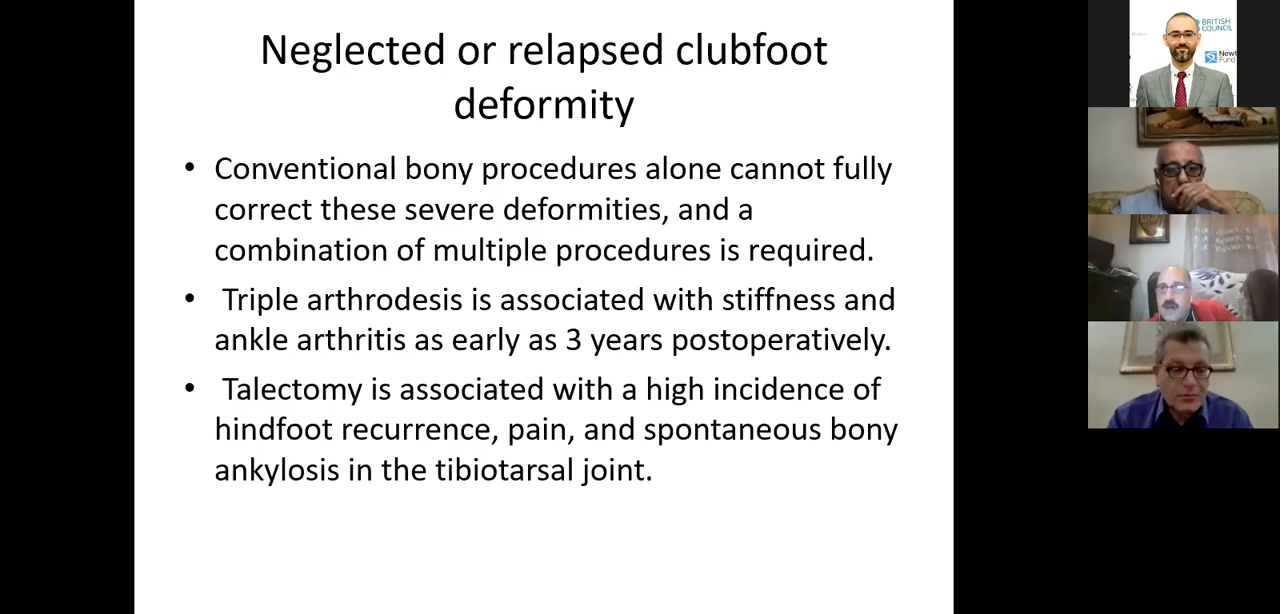 Neglected or relapsed clubfoot
deformity
• Conventional bony procedures alone cannot fully
correct these severe deformities, and a
combination of multiple procedures is required.
• Triple arthrodesis is associated with stiffness and
ankle arthritis as early as 3 years postoperatively.
• Talectomy is associated with a high incidence of
hindfoot recurrence, pain, and spontaneous bony
ankylosis in the tibiotarsal joint.
BRITISH
COUNCIL
Newt
Fund